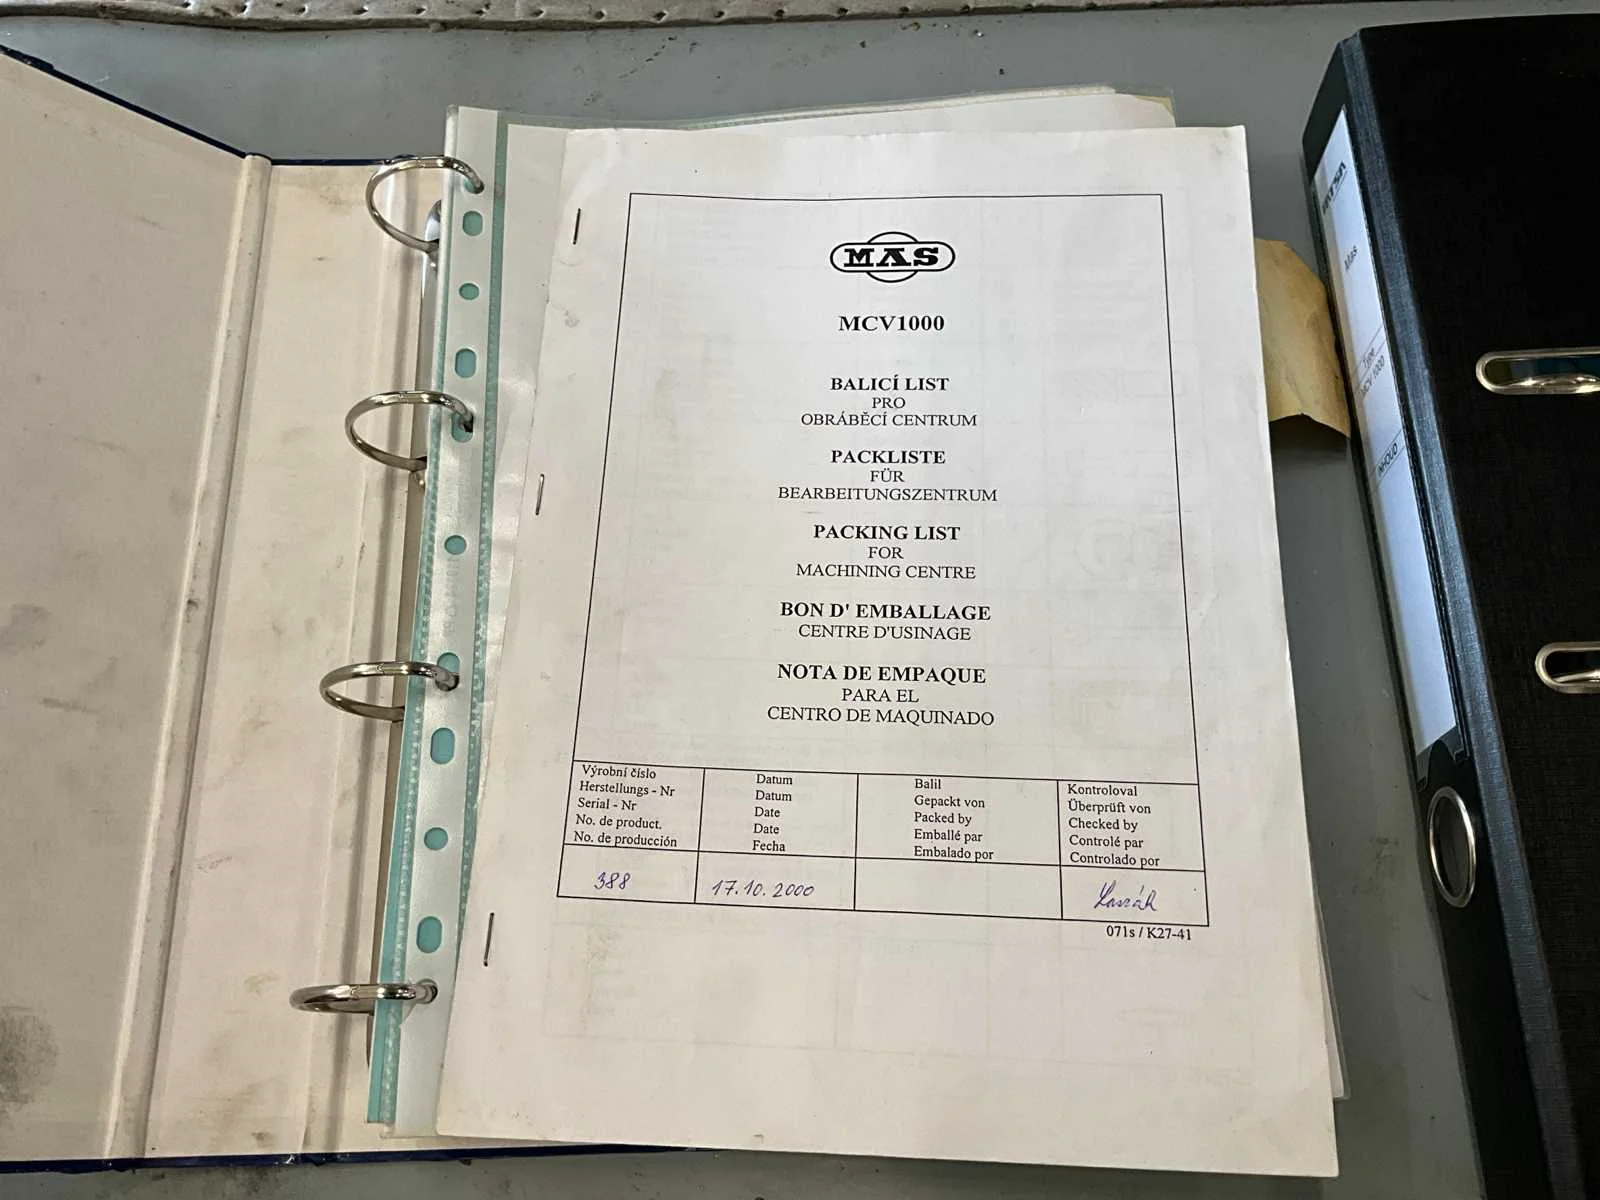 MAS
MCV1000
BALICÍ LIST
PRO
OBRÁBĚCÍ CENTRUM
PACKLISTE
FÜR
BEARBEITUNGSZENTRUM
PACKING LIST
FOR
MACHINING CENTRE
BON D' EMBALLAGE
CENTRE D'USINAGE
NOTA DE EMPAQUE
PARA EL
CENTRO DE MAQUINADO
Výrobní číslo
Herstellungs - Nr
Serial - Nr
No. de product.
No. de producción
388
Datum
Datum
Date
Date
Fecha
17.10. 2000
Balil
Gepackt von
Packed by
Emballé par
Embalado por
Kontroloval
Überprüft von
Checked by
Controlé par
Controlado por
071s / K27-41
Mas
Type
MCV 1000
INHOUD